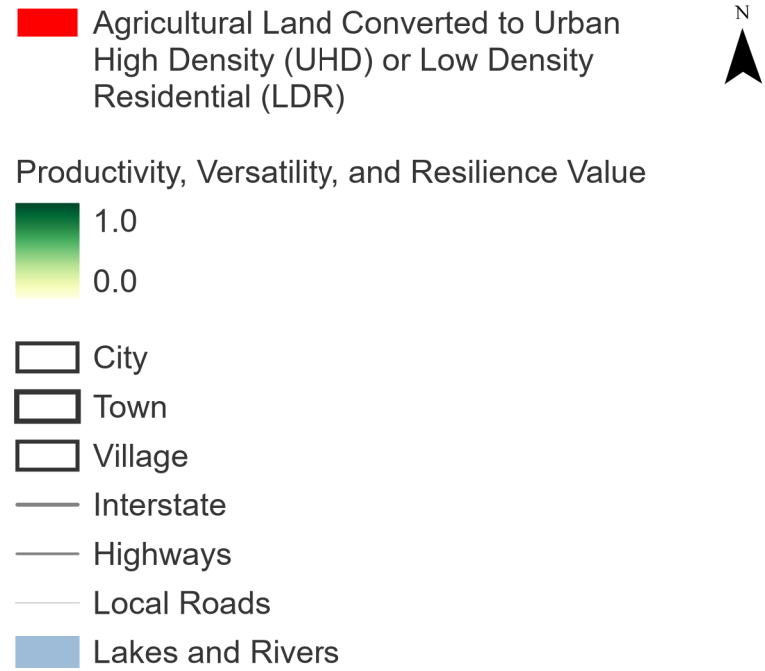 Agricultural Land Converted to Urban
High Density (UHD) or Low Density
Residential (LDR)
N
Productivity, Versatility, and Resilience Value
1.0
0.0
City
Town
Village
Interstate
Highways
Local Roads
Lakes and Rivers